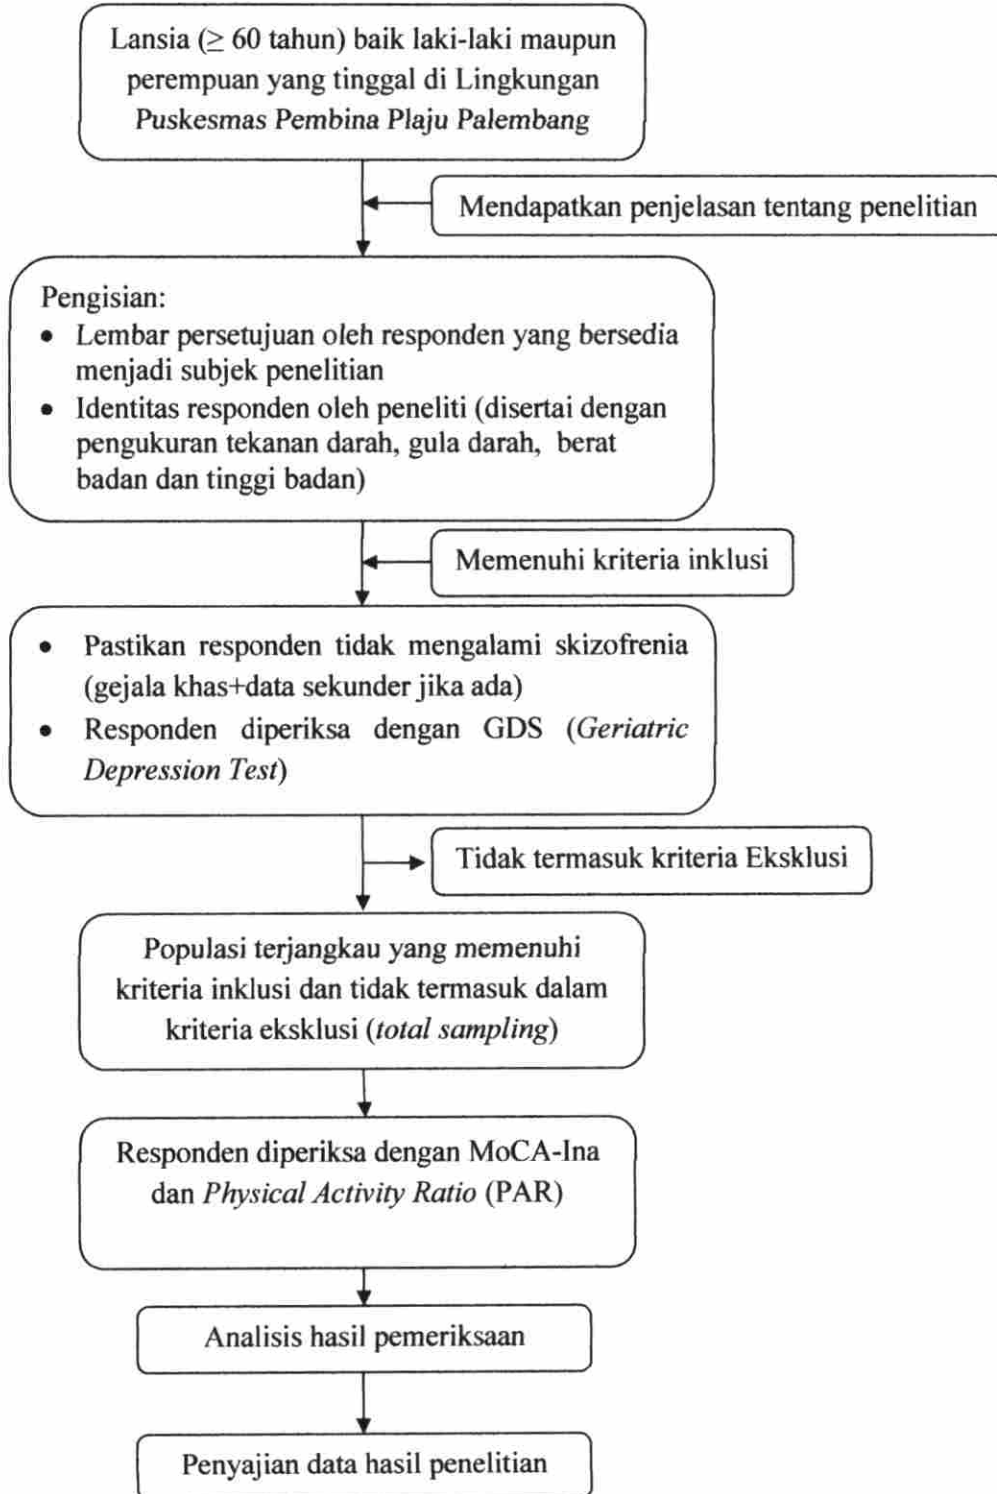 Lansia (≥ 60 tahun) baik laki-laki maupun
perempuan yang tinggal di Lingkungan
Puskesmas Pembina Plaju Palembang
Mendapatkan penjelasan tentang penelitian
Pengisian:
• Lembar persetujuan oleh responden yang bersedia
menjadi subjek penelitian
• Identitas responden oleh peneliti (disertai dengan
pengukuran tekanan darah, gula darah, berat
badan dan tinggi badan)
Memenuhi kriteria inklusi
• Pastikan responden tidak mengalami skizofrenia
(gejala khas+data sekunder jika ada)
• Responden diperiksa dengan GDS (Geriatric
Depression Test)
Tidak termasuk kriteria Eksklusi
Populasi terjangkau yang memenuhi
kriteria inklusi dan tidak termasuk dalam
kriteria eksklusi (total sampling)
Responden diperiksa dengan MoCA-Ina
dan Physical Activity Ratio (PAR)
Analisis hasil pemeriksaan
Penyajian data hasil penelitian